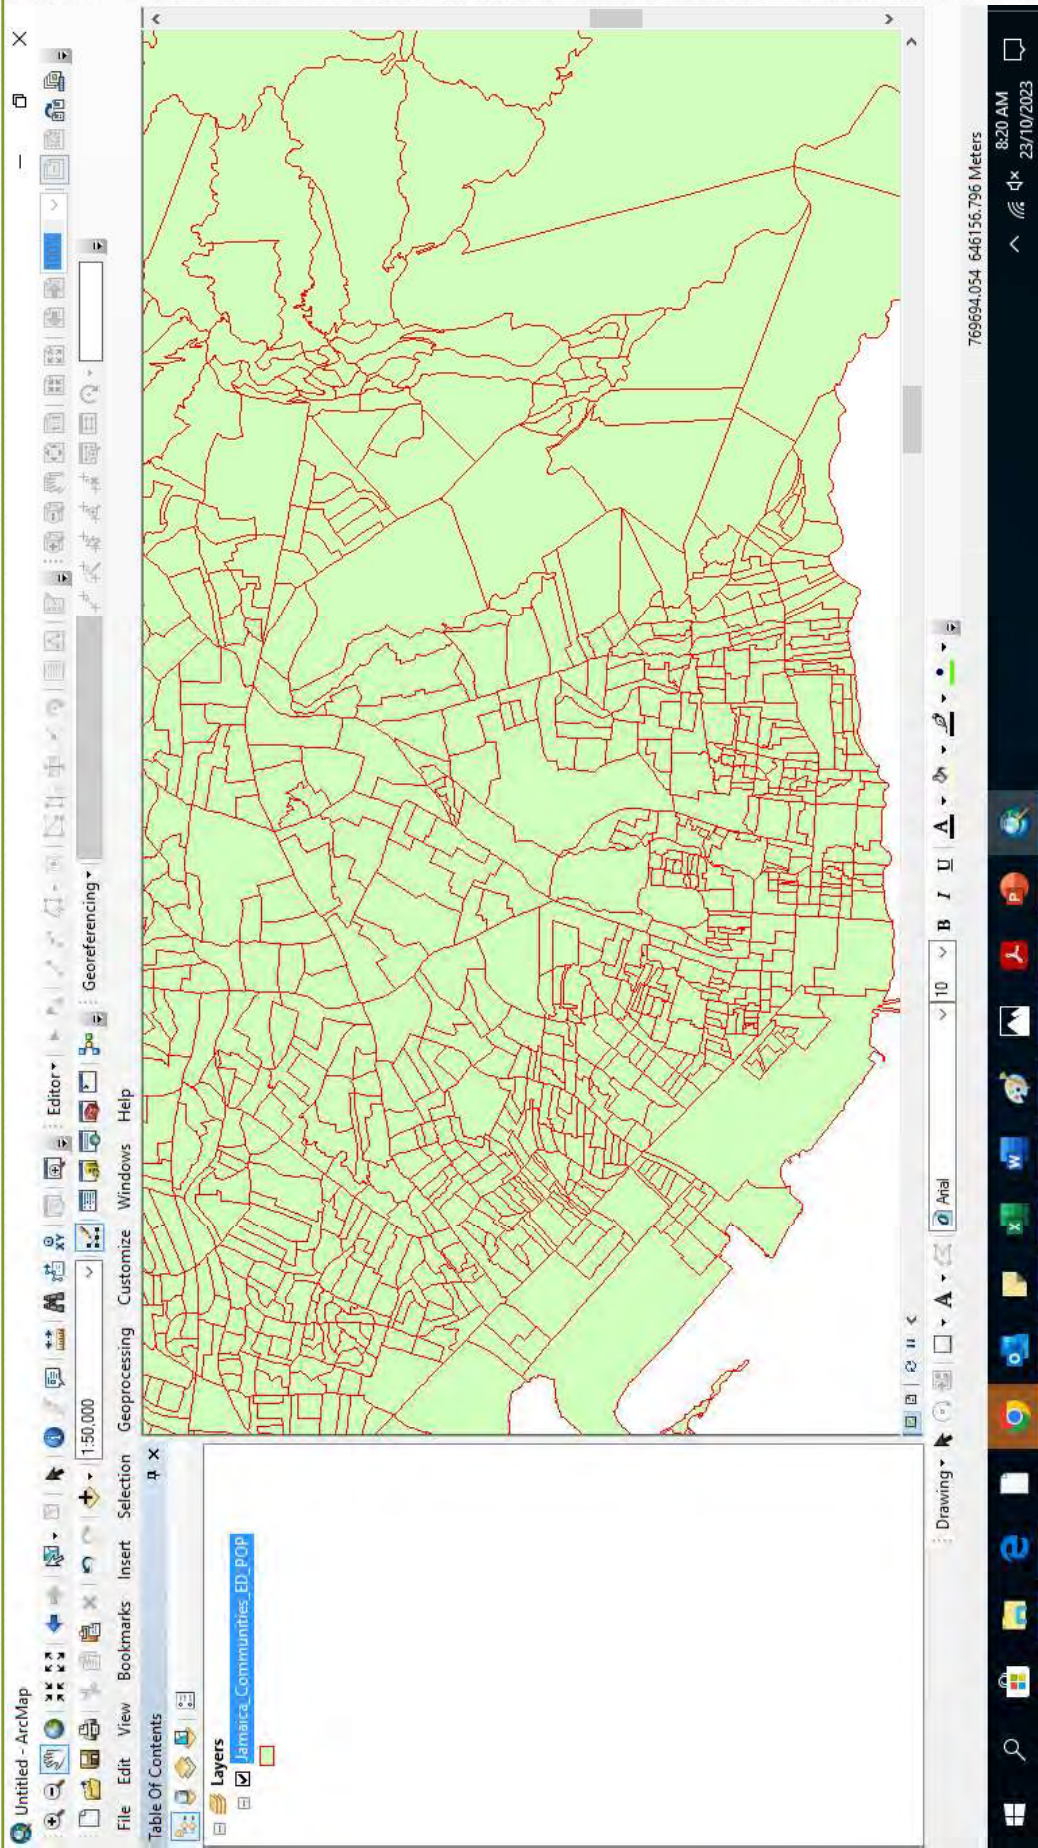 Untitled - ArcMap
Editor
1:50,000
Georeferencing
File Edit View Bookmarks Insert Selection Geoprocessing Customize Windows Help
Table Of Contents
Layers
Jamaica_Communities_ED_POP
Drawing
A
Arial
10
B I U A
769694.054 646156.796 Meters
8:20 AM
23/10/2023